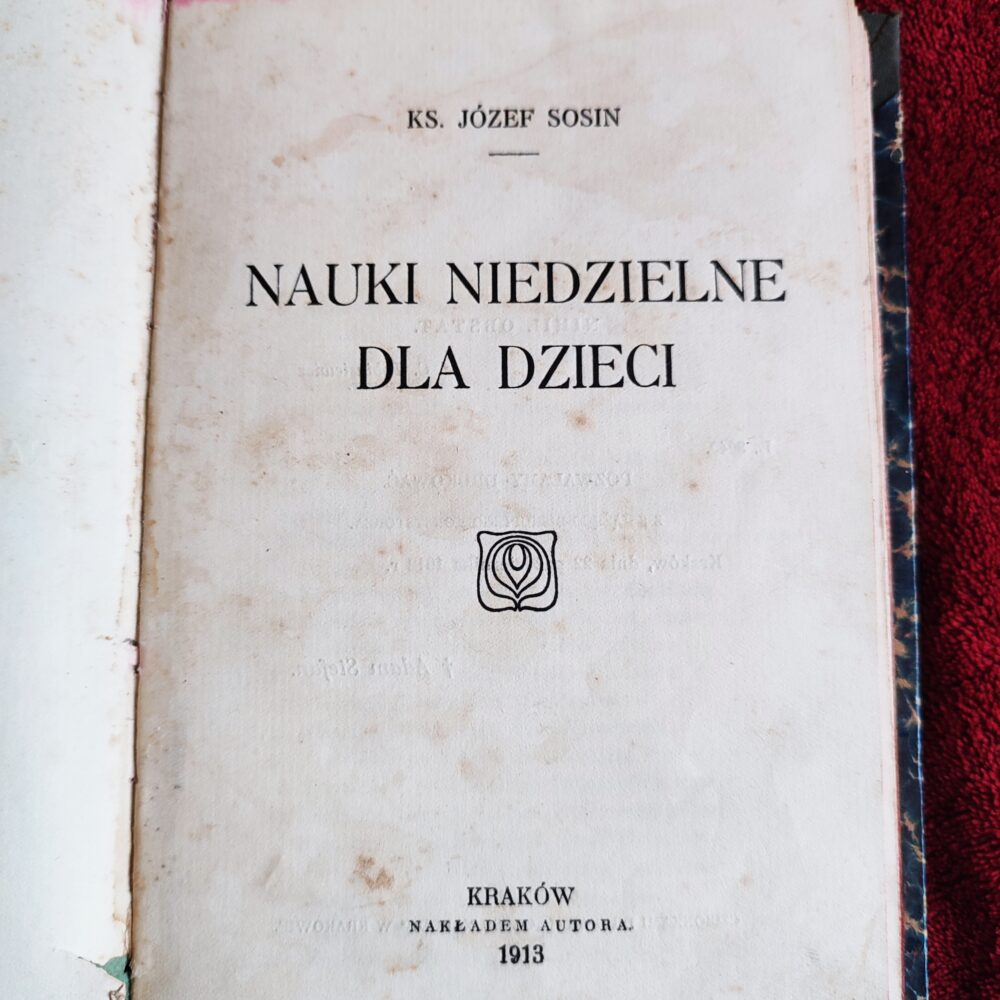 KS. JÓZEF SOSIN
NAUKI NIEDZIELNE
DLA DZIECI
KRAKÓW
NAKŁADEM AUTORA.
1913